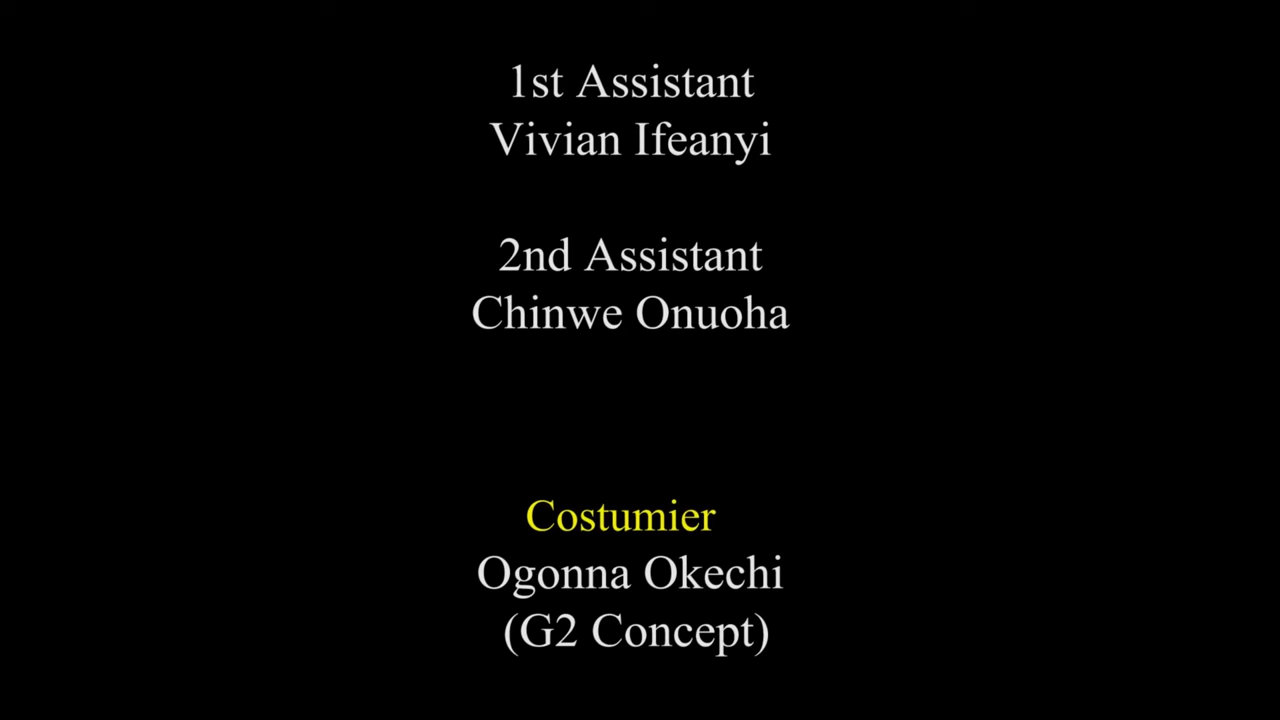 1st Assistant
Vivian Ifeanyi
2nd Assistant
Chinwe Onuoha
Costumier
Ogonna Okechi
(G2 Concept)